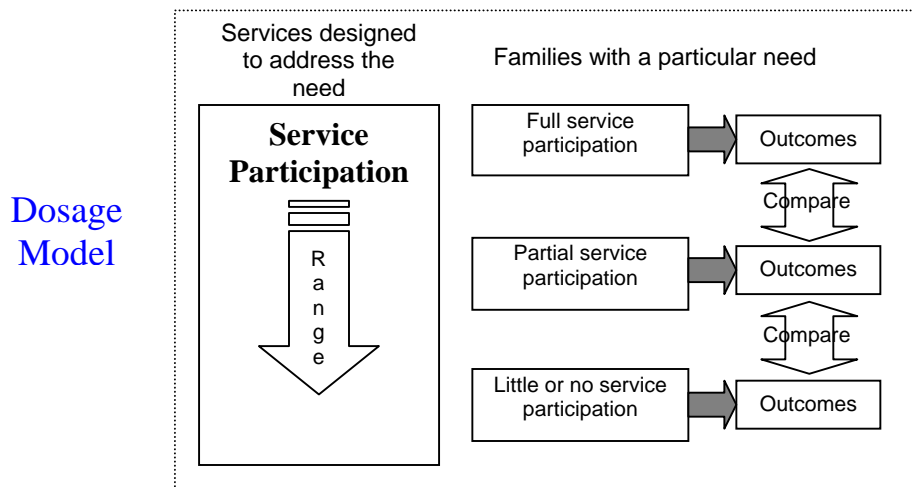 Dosage
Model
Services designed
to address the
need
Service
Participation
R
a
n
g
e
Families with a particular need
Full service
participation
Outcomes
Compare
Partial service
participation
Outcomes
Compare
Little or no service
participation
Outcomes